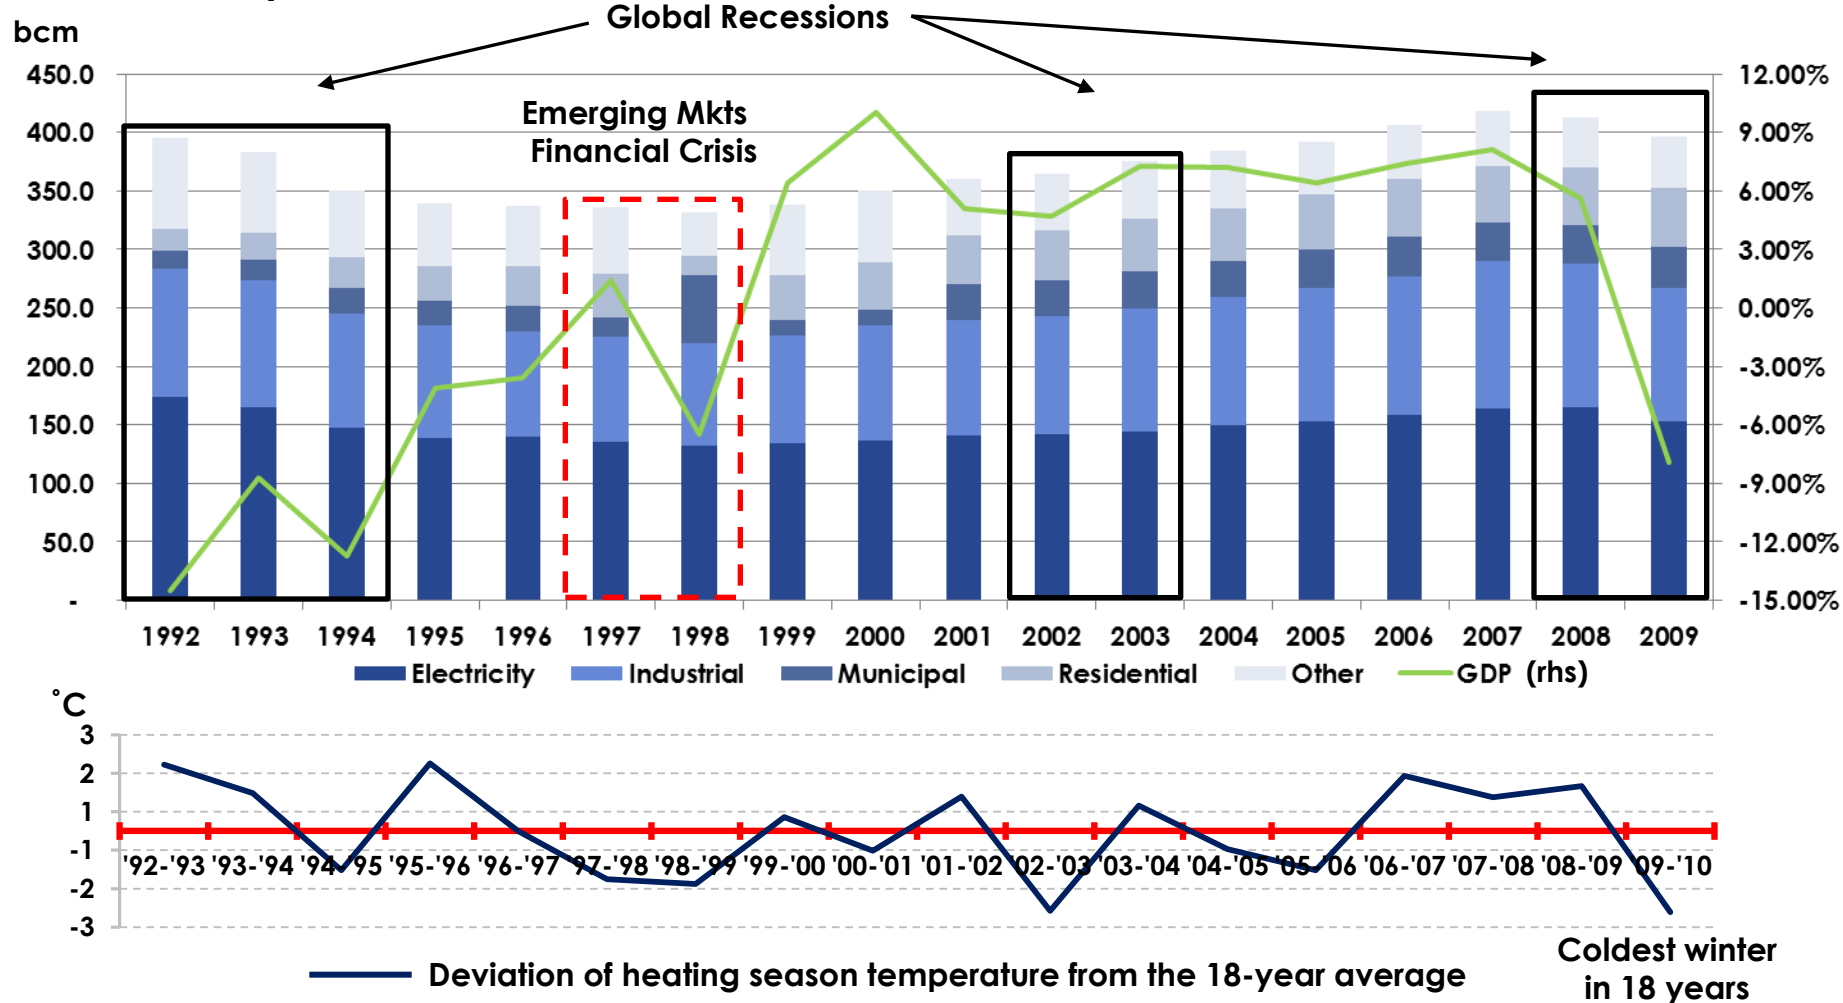 Global Recessions
bcm
450.0
400.0
350.0
300.0
250.0
200.0
150.0
100.0
50.0
-
Emerging Mkts
Financial Crisis
12.00%
9.00%
6.00%
3.00%
0.00%
-3.00%
-6.00%
-9.00%
-12.00%
-15.00%
1992 1993 1994 1995 1996 1997 1998 1999 2000 2001 2002 2003 2004 2005 2006 2007 2008 2009
Electricity Industrial Municipal Residential Other GDP (rhs)
˚C
3
2
1
-1
-2
-3
'92-'93 '93-'94 '94-'95 '95-'96 '96-'97 '97-'98 '98-'99 '99-'00 '00-'01 '01-'02 '02-'03 '03-'04 '04-'05 '05-'06 '06-'07 '07-'08 '08-'09 '09-'10
Deviation of heating season temperature from the 18-year average
Coldest winter
in 18 years